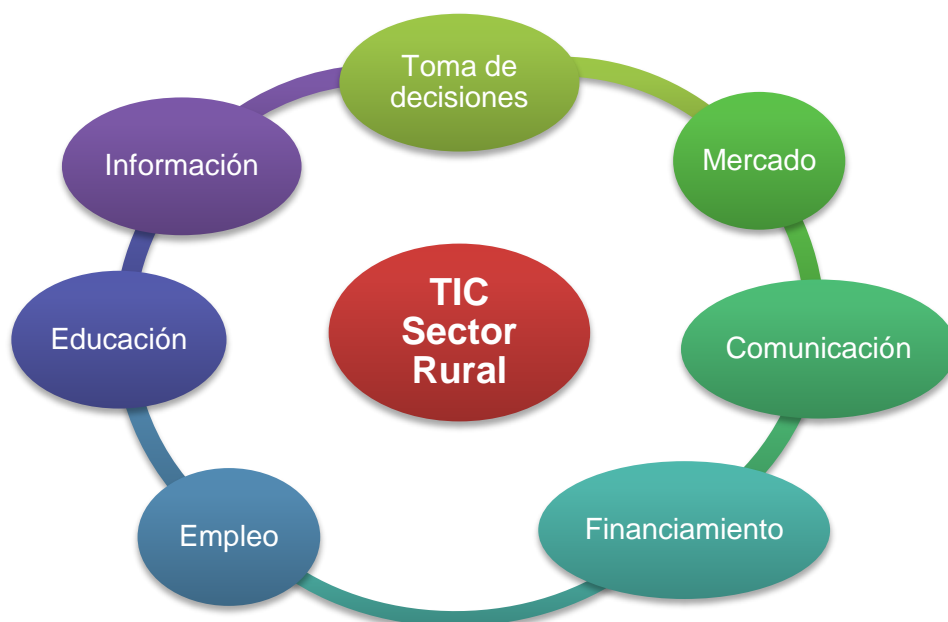 Toma de
decisiones
Mercado
Comunicación
Financiamiento
Empleo
Educación
Información
TIC
Sector
Rural